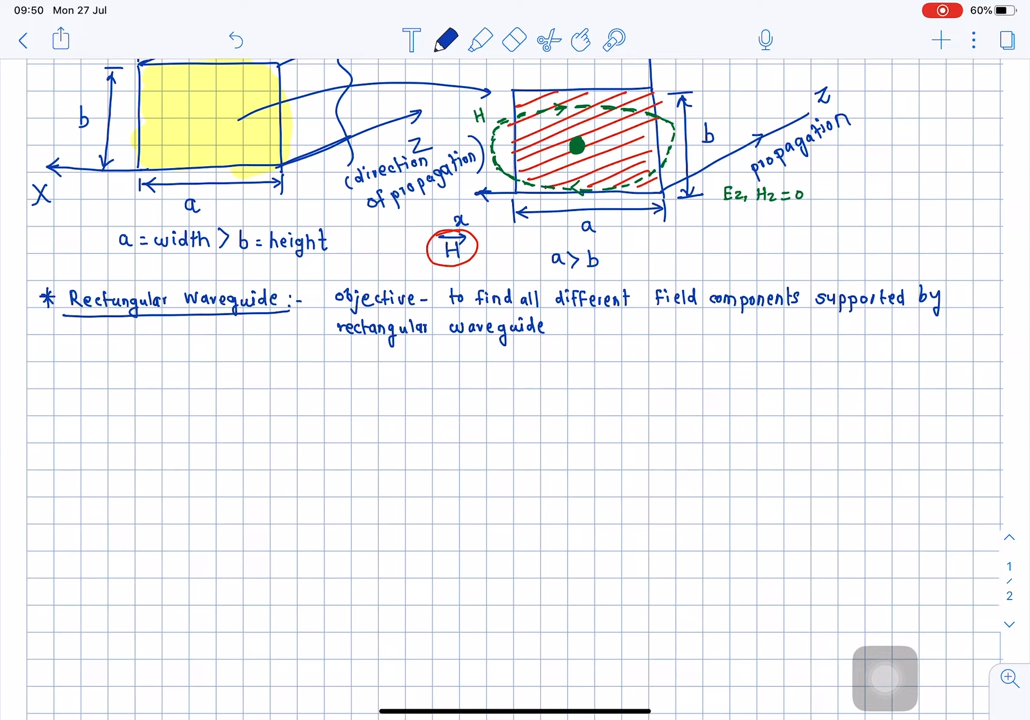 09:50 Mon 27 Jul
60%
T
b
X
a
a = width > b = height
Z
(direction
of propagation)
H
b
Z
propagation
Ez, Hz = 0
x
a
H
a > b
* Rectungular Waveguide :- objective - to find all different field components supported by
rectangular waveguide
1
/
2